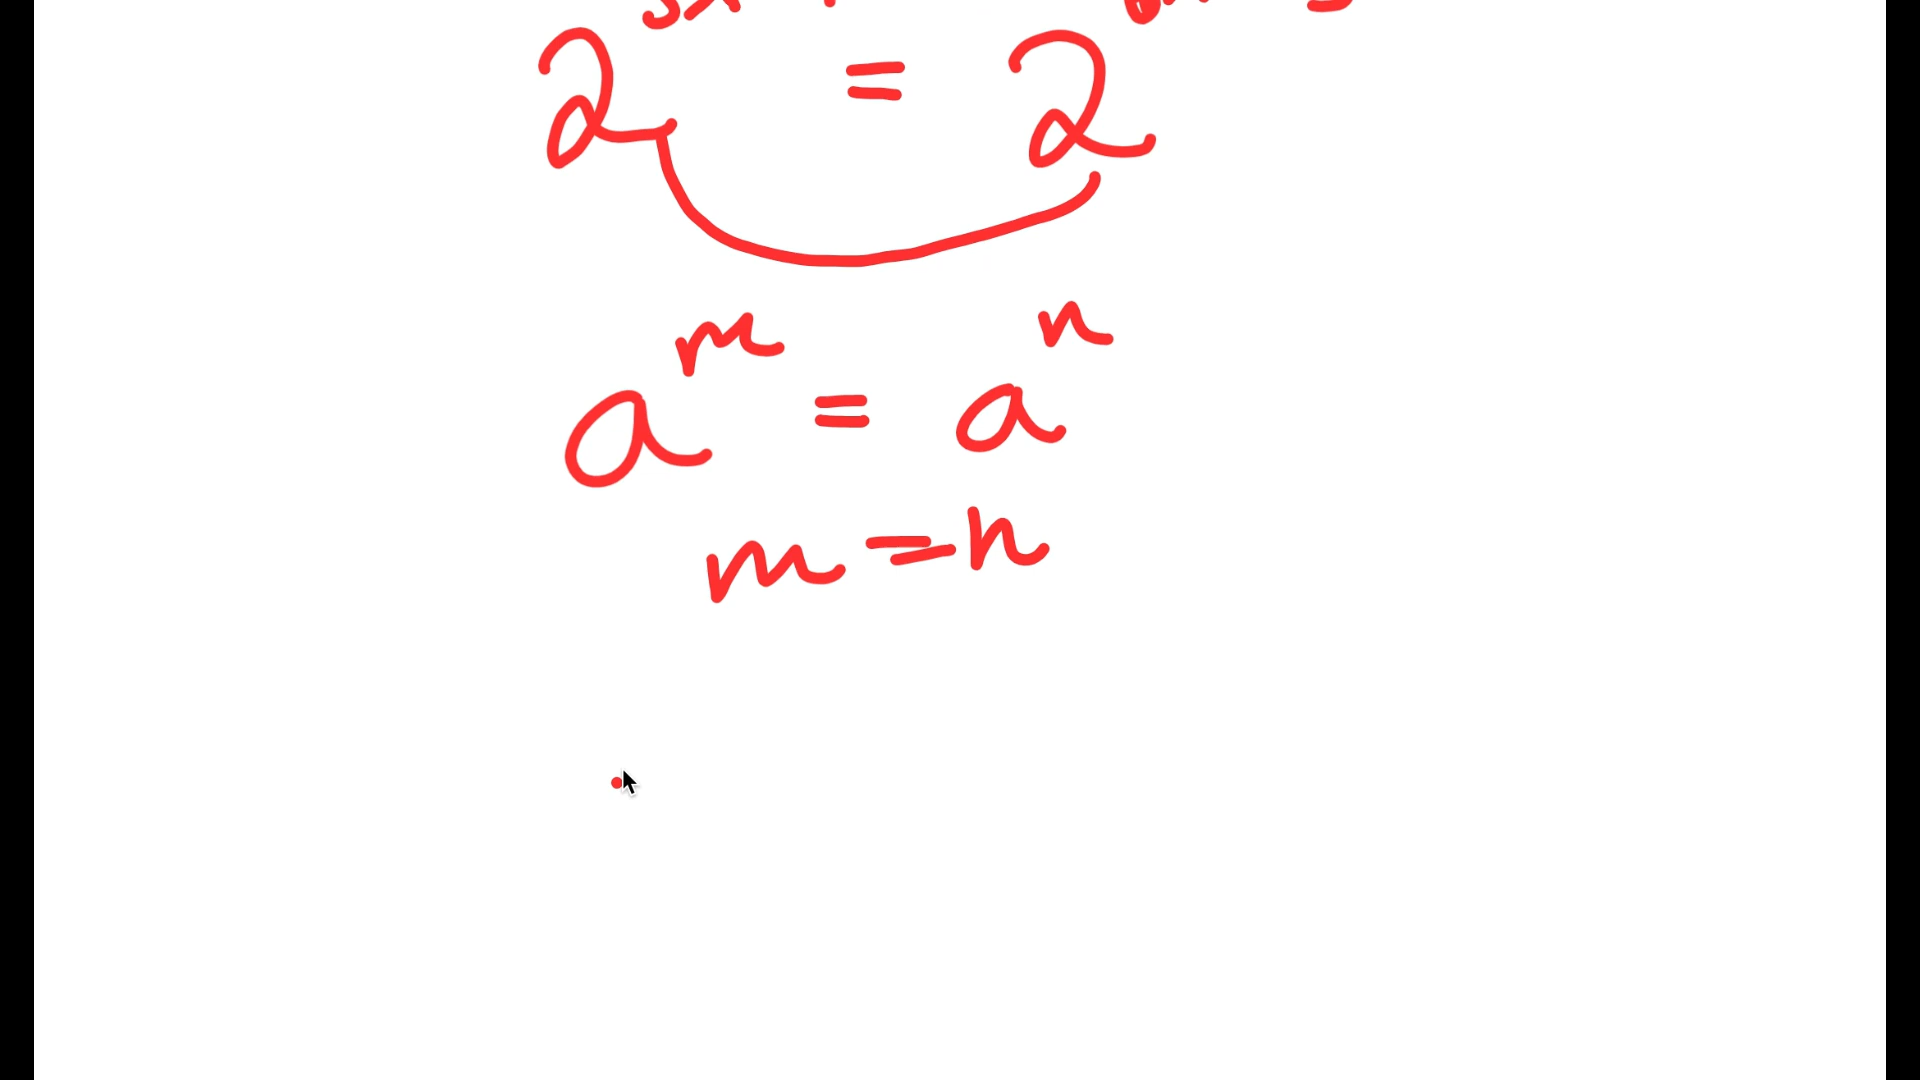 2 = 2
a^m = a^n
m = n